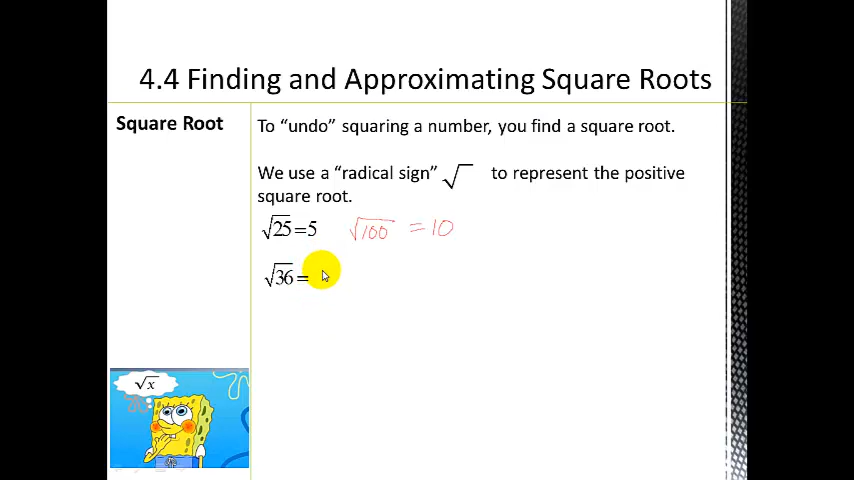 4.4 Finding and Approximating Square Roots
Square Root
To “undo” squaring a number, you find a square root.
We use a “radical sign” √ to represent the positive
square root.
√25 = 5 √100 = 10
√36 =
√x